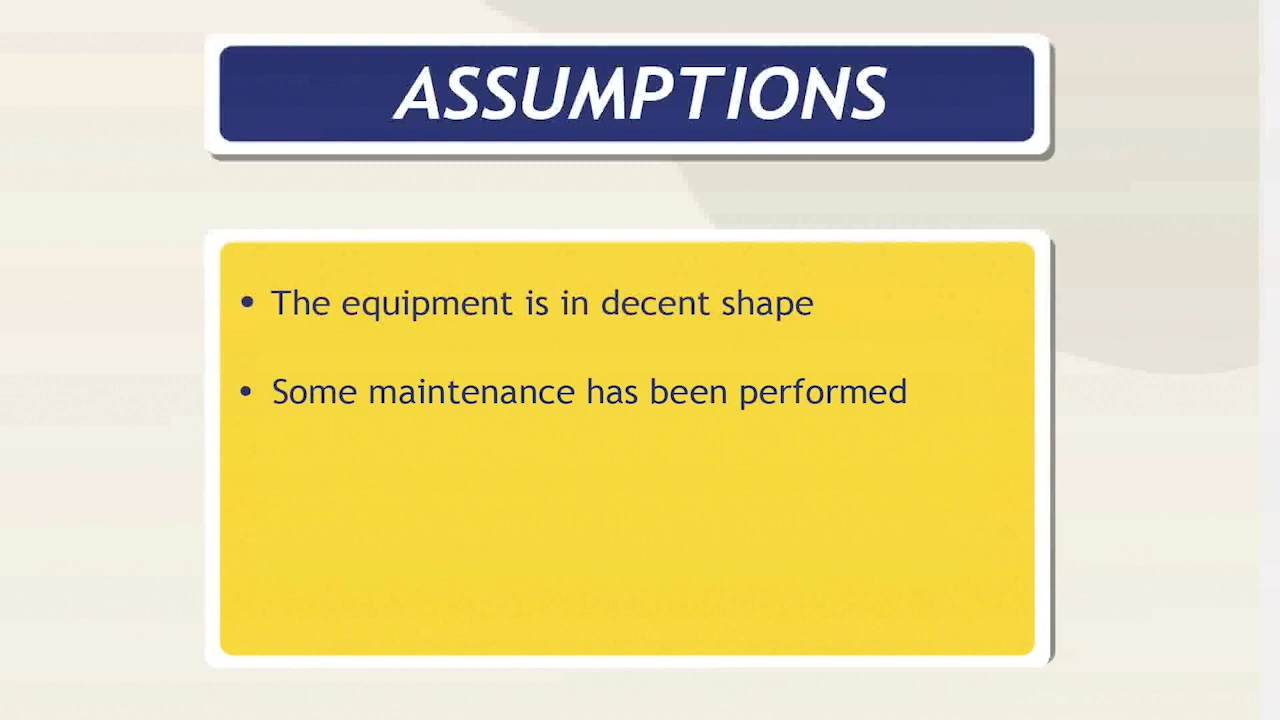 ASSUMPTIONS
• The equipment is in decent shape
• Some maintenance has been performed